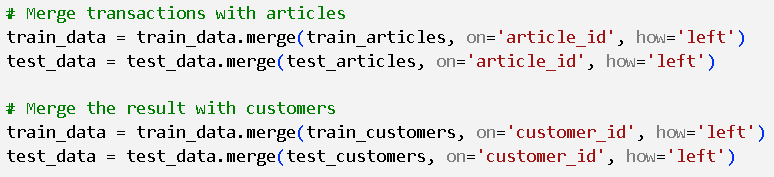 # Merge transactions with articles
train_data = train_data.merge(train_articles, on='article_id', how='left')
test_data = test_data.merge(test_articles, on='article_id', how='left')
# Merge the result with customers
train_data = train_data.merge(train_customers, on='customer_id', how='left')
test_data = test_data.merge(test_customers, on='customer_id', how='left')